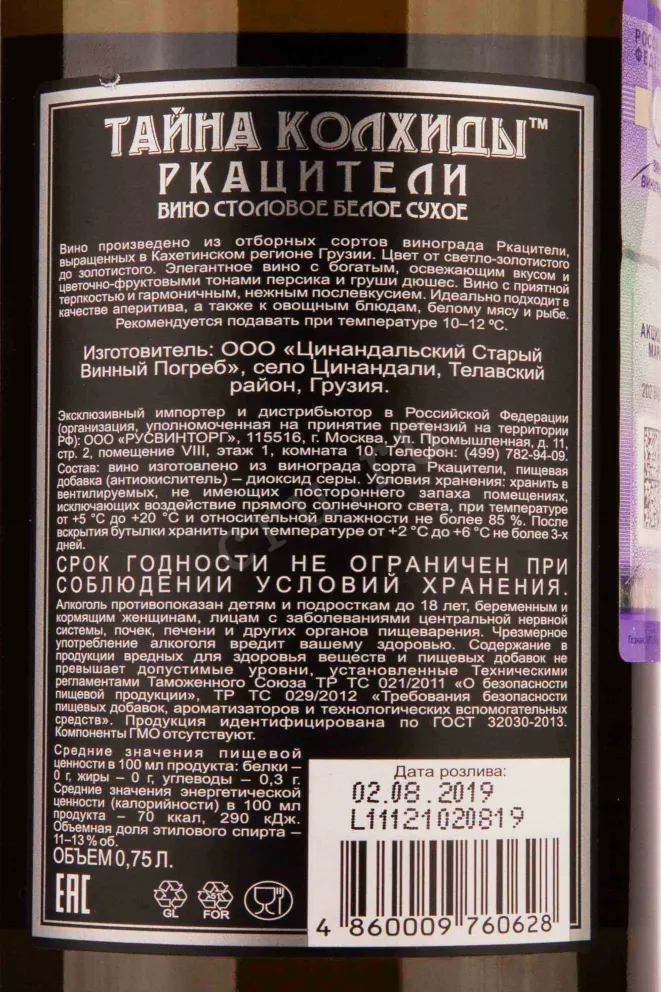 ТАЙНА КОЛХИДЫ™
РКАЦИТЕЛИ
ВИНО СТОЛОВОЕ БЕЛОЕ СУХОЕ
Вино произведено из отборных сортов винограда Ркацители,
выращенных в Кахетинском регионе Грузии. Цвет от светло-золотистого
до золотистого. Элегантное вино с богатым, освежающим вкусом и
цветочно-фруктовыми тонами персика и груши дюшес. Вино с приятной
терпкостью и гармоничным, нежным послевкусием. Идеально подходит в
качестве аперитива, а также к овощным блюдам, белому мясу и рыбе.
Рекомендуется подавать при температуре 10–12 °С.
Изготовитель: ООО «Цинандальский Старый
Винный Погреб», село Цинандали, Телавский
район, Грузия.
Эксклюзивный импортер и дистрибьютор в Российской Федерации
(организация, уполномоченная на принятие претензий на территории
РФ): ООО «РУСВИНТОРГ», 115516, г. Москва, ул. Промышленная, д. 11,
стр. 2, помещение VIII, этаж 1, комната 10. Телефон: (499) 782-94-09.
Состав: вино изготовлено из винограда сорта Ркацители, пищевая
добавка (антиокислитель) – диоксид серы. Условия хранения: хранить в
вентилируемых, не имеющих постороннего запаха помещениях,
исключающих воздействие прямого солнечного света, при температуре
от +5 °С до +20 °С и относительной влажности не более 85 %. После
вскрытия бутылки хранить при температуре от +2 °С до +6 °С не более 3-х
дней.
СРОК ГОДНОСТИ НЕ ОГРАНИЧЕН ПРИ
СОБЛЮДЕНИИ УСЛОВИЙ ХРАНЕНИЯ.
Алкоголь противопоказан детям и подросткам до 18 лет, беременным и
кормящим женщинам, лицам с заболеваниями центральной нервной
системы, почек, печени и других органов пищеварения. Чрезмерное
употребление алкоголя вредит вашему здоровью. Содержание в
продукции вредных для здоровья веществ и пищевых добавок не
превышает допустимые уровни, установленные Техническими
регламентами Таможенного Союза ТР ТС 021/2011 «О безопасности
пищевой продукции», ТР ТС 029/2012 «Требования безопасности
пищевых добавок, ароматизаторов и технологических вспомогательных
средств». Продукция идентифицирована по ГОСТ 32030-2013.
Компоненты ГМО отсутствуют.
Средние значения пищевой
ценности в 100 мл продукта: белки –
0 г, жиры – 0 г, углеводы – 0,3 г.
Средние значения энергетической
ценности (калорийности) в 100 мл
продукта – 70 ккал, 290 кДж.
Объемная доля этилового спирта –
11–13 % об.
ОБЪЕМ 0,75 Л.
EAC
GL
FOR
Дата розлива:
02.08.2019
L11121020819
4 860009 760628